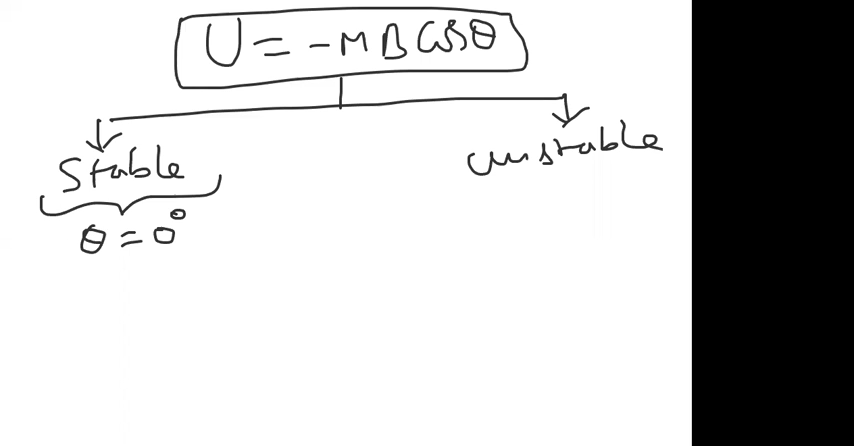 U = -MBCosθ
Stable
unstable
θ = 0°